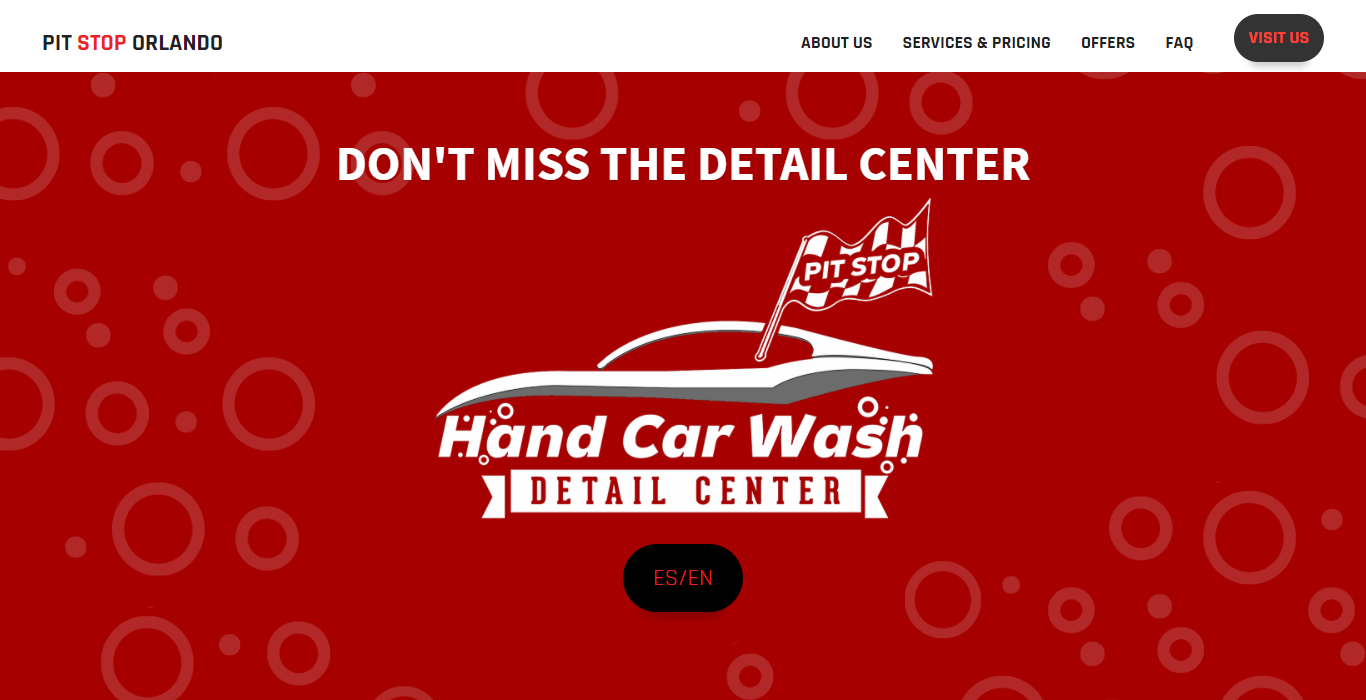 PIT STOP ORLANDO
ABOUT US
SERVICES & PRICING
OFFERS
FAQ
VISIT US
DON'T MISS THE DETAIL CENTER
PIT STOP
Hand Car Wash
DETAIL CENTER
ES/EN